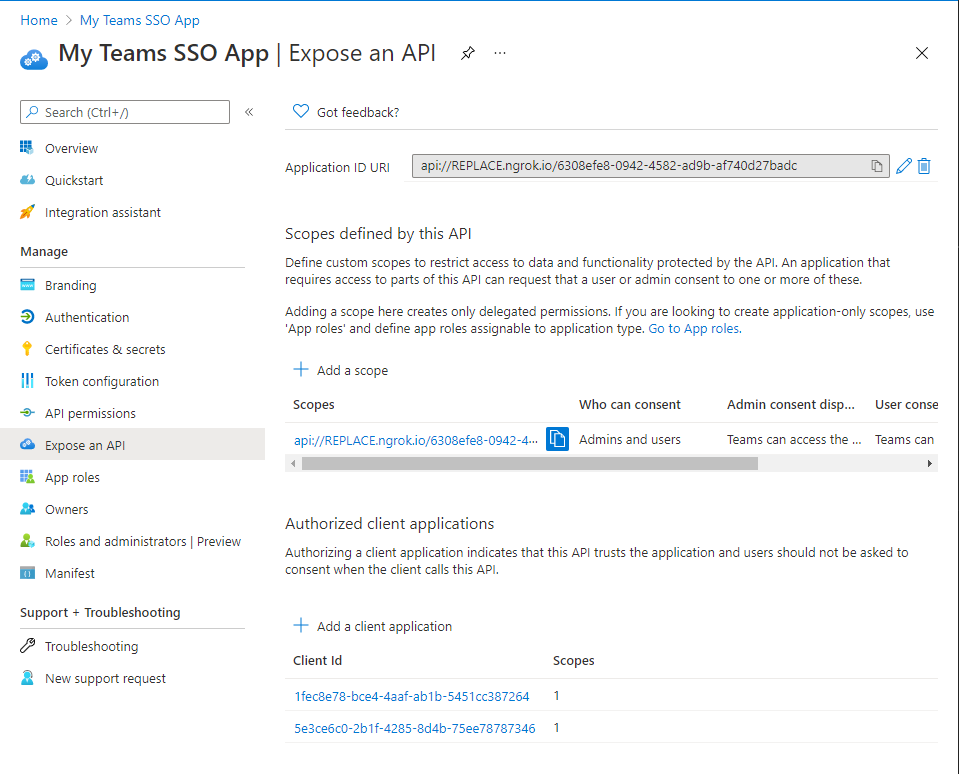 Home > My Teams SSO App
My Teams SSO App | Expose an API
Search (Ctrl+/)
Overview
Quickstart
Integration assistant
Manage
Branding
Authentication
Certificates & secrets
Token configuration
API permissions
Expose an API
App roles
Owners
Roles and administrators | Preview
Manifest
Support + Troubleshooting
Troubleshooting
New support request
Got feedback?
Application ID URI
api://REPLACE.ngrok.io/6308efe8-0942-4582-ad9b-af740d27badc
Scopes defined by this API
Define custom scopes to restrict access to data and functionality protected by the API. An application that
requires access to parts of this API can request that a user or admin consent to one or more of these.
Adding a scope here creates only delegated permissions. If you are looking to create application-only scopes, use
'App roles' and define app roles assignable to application type. Go to App roles.
Add a scope
Scopes Who can consent Admin consent disp... User conse
api://REPLACE.ngrok.io/6308efe8-0942-4... Admins and users Teams can access the ... Teams can
Authorized client applications
Authorizing a client application indicates that this API trusts the application and users should not be asked to
consent when the client calls this API.
Add a client application
Client Id Scopes
1fec8e78-bce4-4aaf-ab1b-5451cc387264 1
5e3ce6c0-2b1f-4285-8d4b-75ee78787346 1